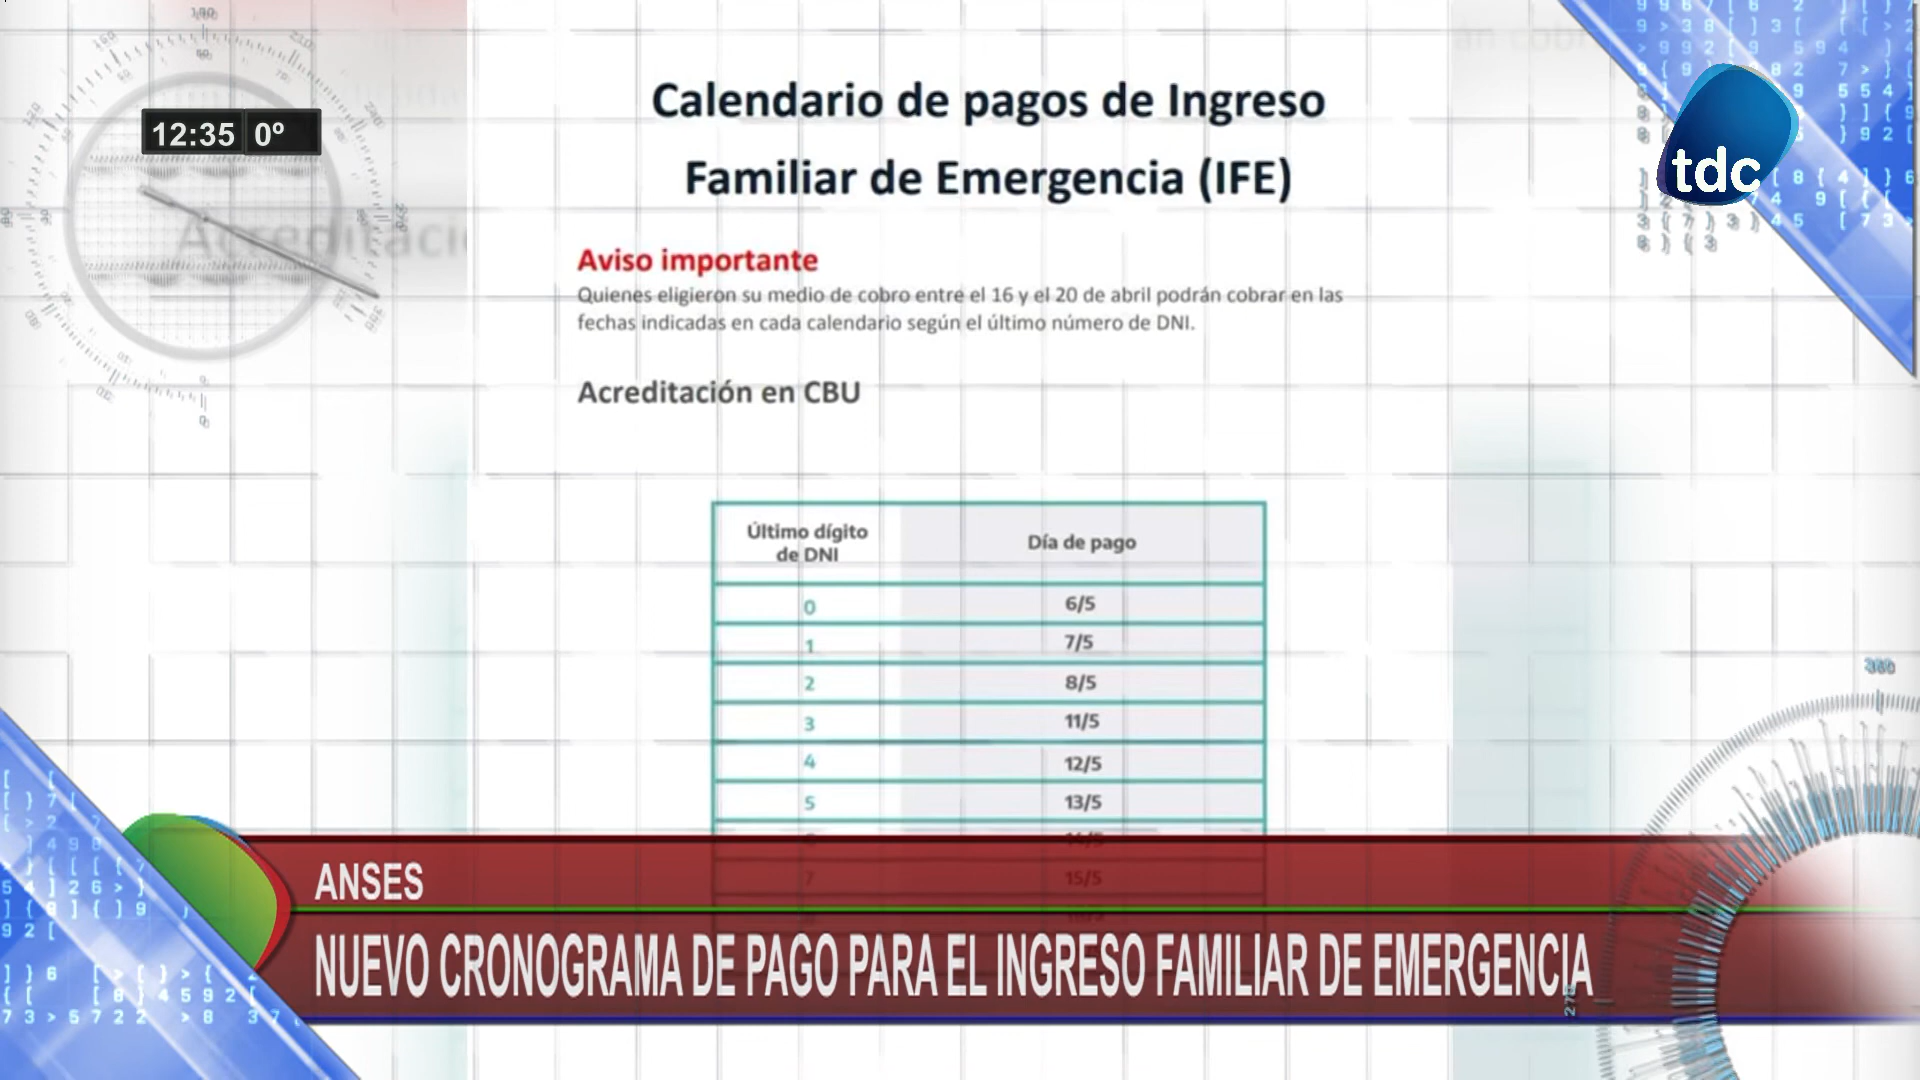 12:35 0º
tdc
Calendario de pagos de Ingreso
Familiar de Emergencia (IFE)
Aviso importante
Quienes eligieron su medio de cobro entre el 16 y el 20 de abril podrán cobrar en las
fechas indicadas en cada calendario según el último número de DNI.
Acreditación en CBU
Último dígito
de DNI
Día de pago
0 6/5
1 7/5
2 8/5
3 11/5
4 12/5
5 13/5
7 15/5
ANSES
NUEVO CRONOGRAMA DE PAGO PARA EL INGRESO FAMILIAR DE EMERGENCIA